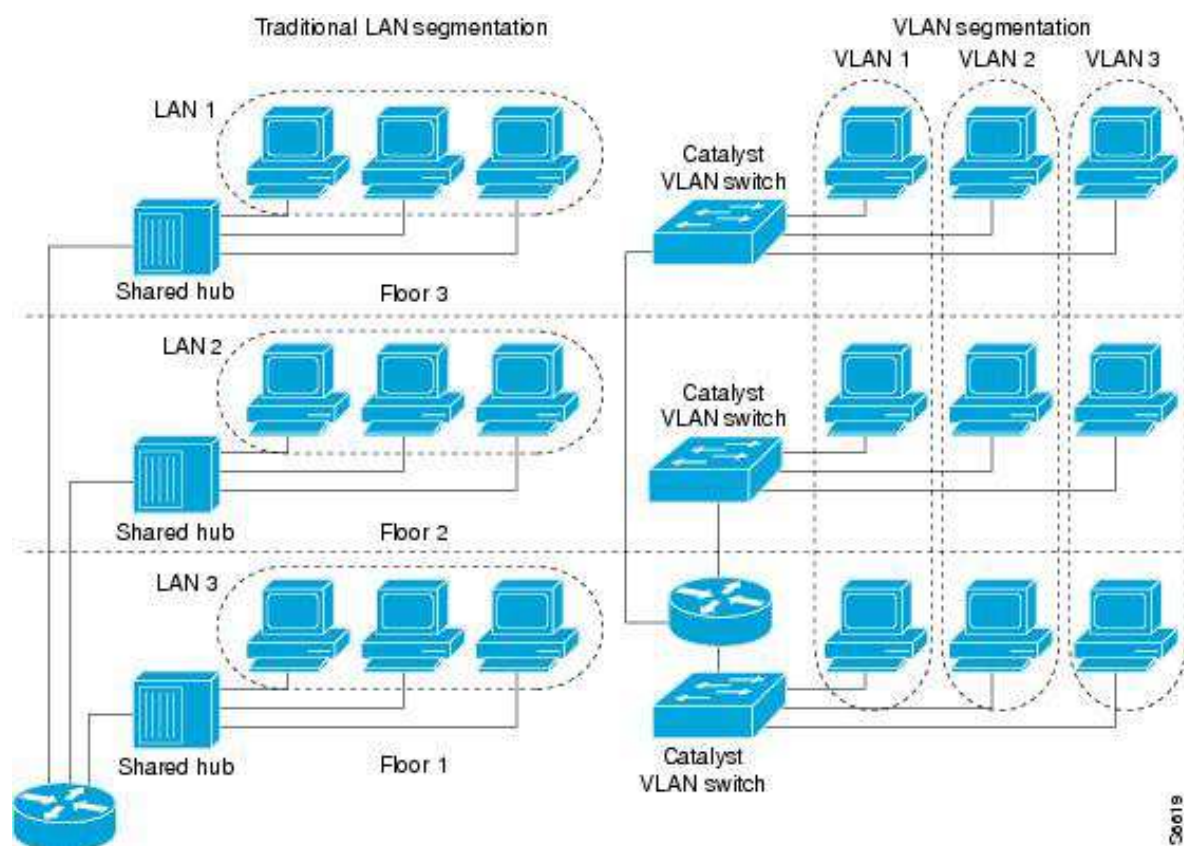 Traditional LAN segmentation
VLAN segmentation
VLAN 1
VLAN 2
VLAN 3
LAN 1
Catalyst
VLAN switch
Shared hub
Floor 3
LAN 2
Catalyst
VLAN switch
Shared hub
Floor 2
LAN 3
Shared hub
Floor 1
Catalyst
VLAN switch
S6619